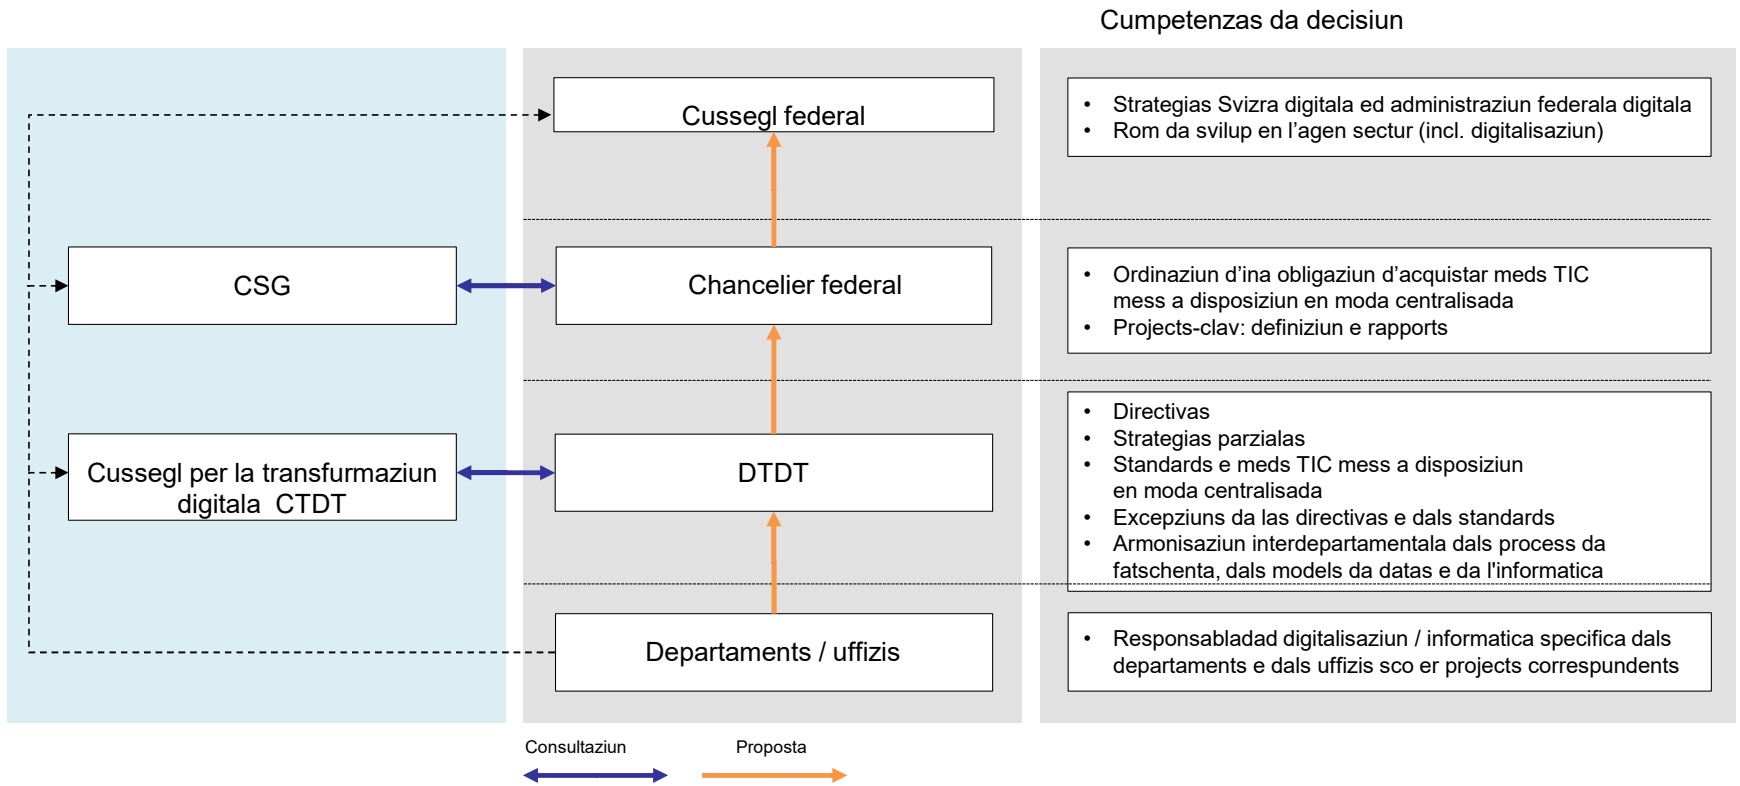 Cumpetenzas da decisiun
Cussegl federal
• Strategias Svizra digitala ed administraziun federala digitala
• Rom da svilup en l’agen sectur (incl. digitalisaziun)
CSG
Chancelier federal
• Ordinaziun d’ina obligaziun d’acquistar meds TIC
mess a disposiziun en moda centralisada
• Projects-clav: definiziun e rapports
Cussegl per la transfurmaziun
digitala CTDT
DTDT
• Directivas
• Strategias parzialas
• Standards e meds TIC mess a disposiziun
en moda centralisada
• Excepziuns da las directivas e dals standards
• Armonisaziun interdepartamentala dals process da
fatschenta, dals models da datas e da l'informatica
Departaments / uffizis
• Responsabladad digitalisaziun / informatica specifica dals
departaments e dals uffizis sco er projects correspundents
Consultaziun
Proposta